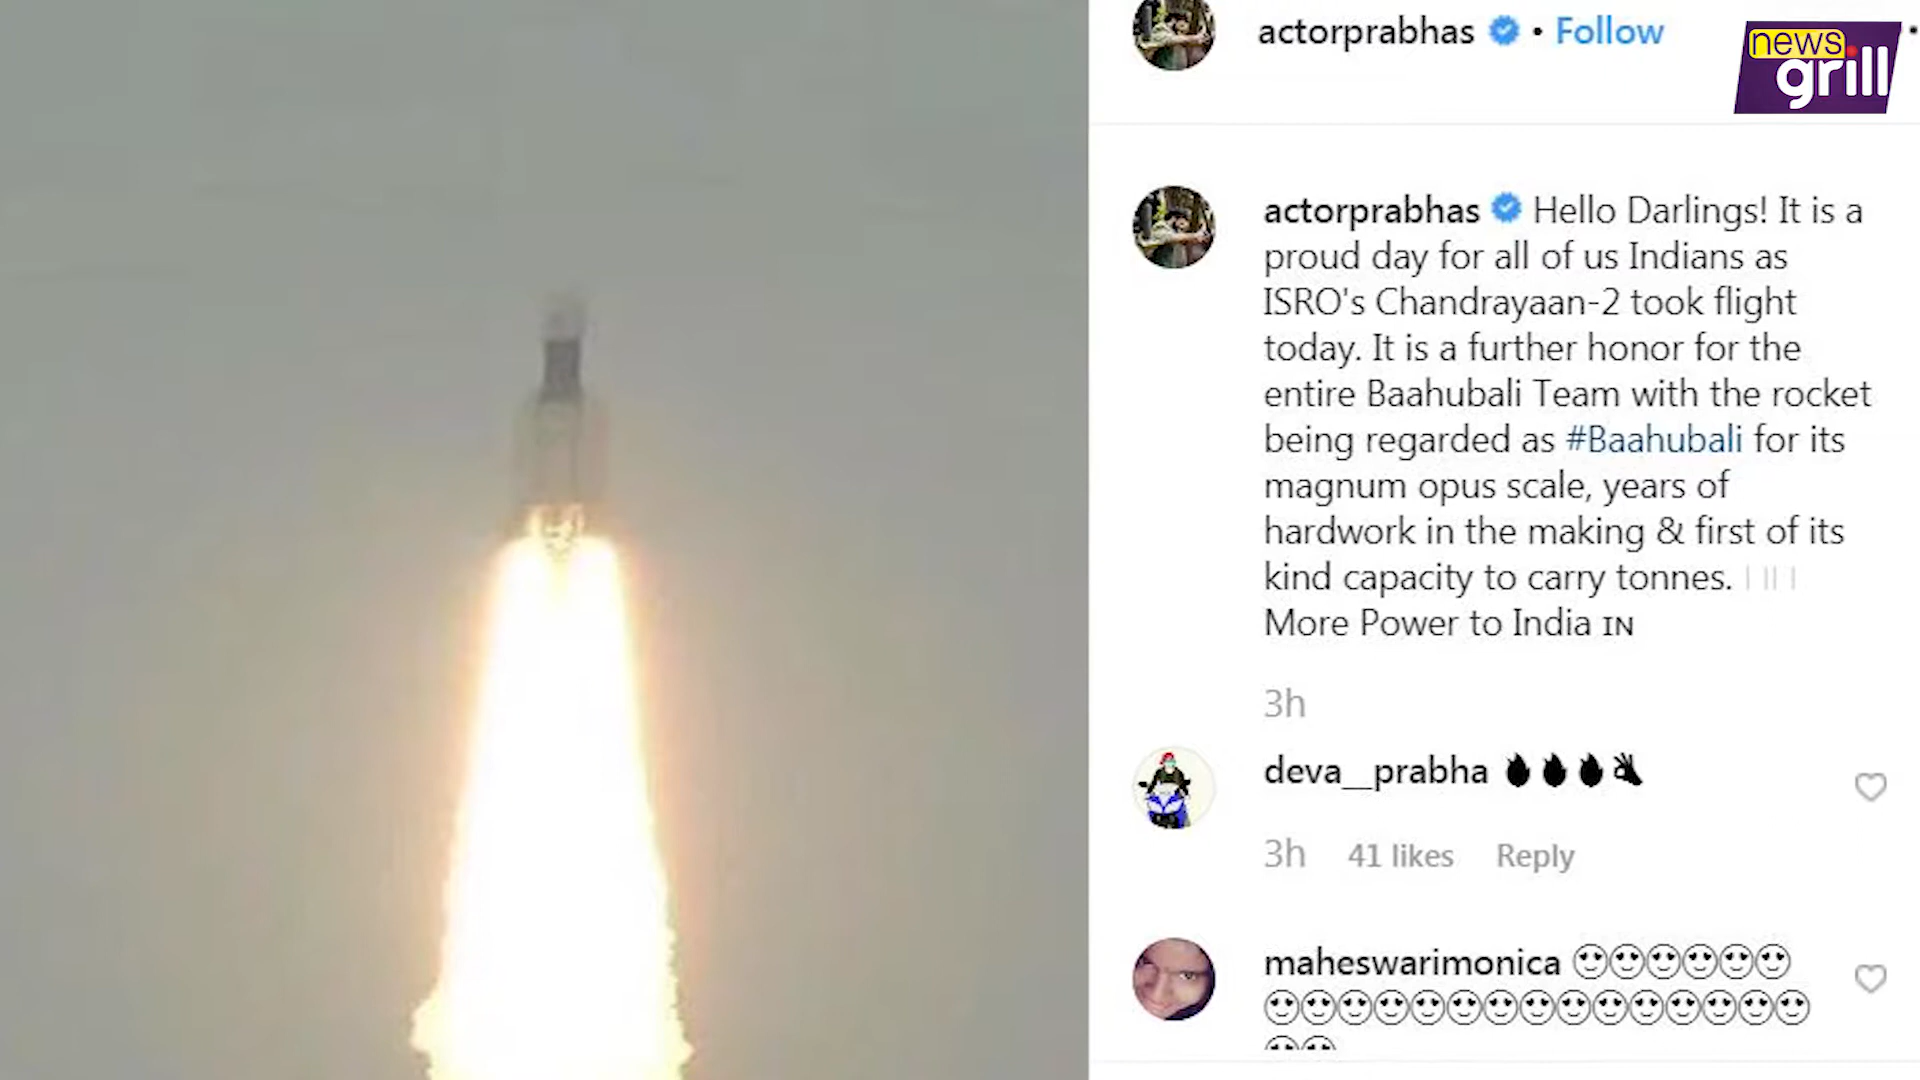 actorprabhas • Follow
news
grill
actorprabhas Hello Darlings! It is a
proud day for all of us Indians as
ISRO's Chandrayaan-2 took flight
today. It is a further honor for the
entire Baahubali Team with the rocket
being regarded as #Baahubali for its
magnum opus scale, years of
hardwork in the making & first of its
kind capacity to carry tonnes.
More Power to India IN
3h
deva__prabha
3h 41 likes Reply
maheswarimonica